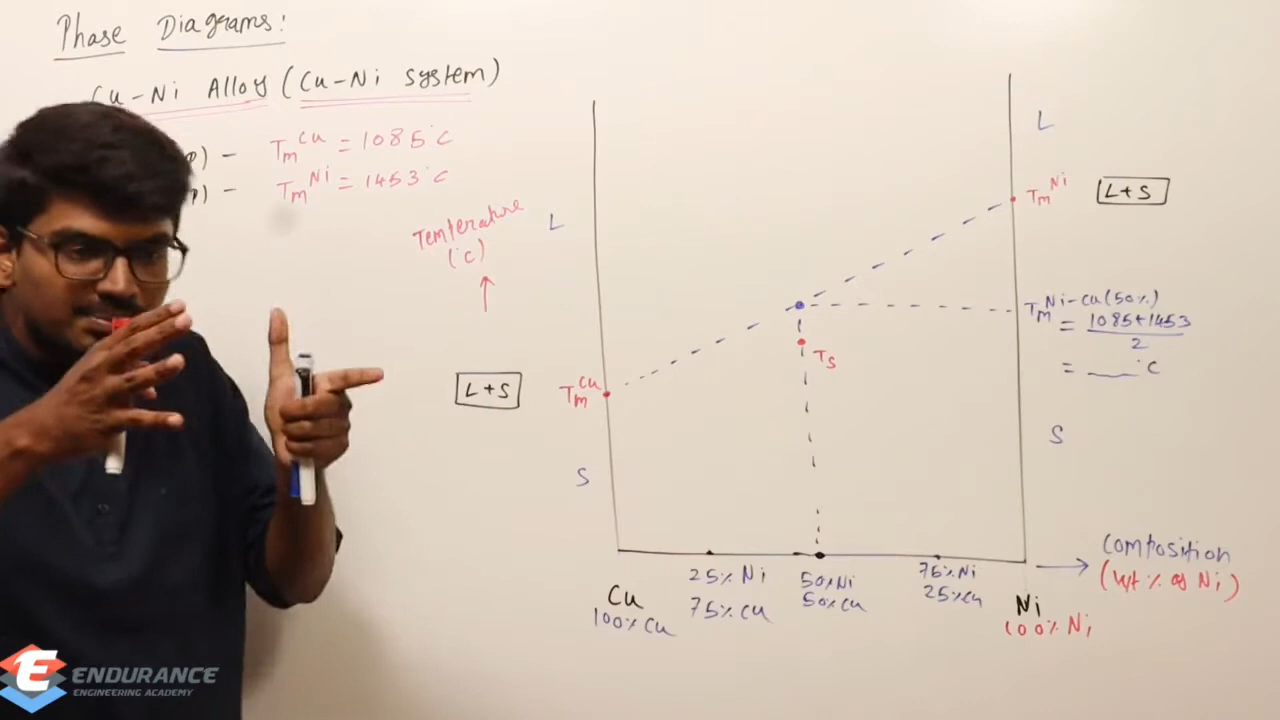 Phase Diagrams:
Cu-Ni Alloy (Cu-Ni system)
) - Tm Cu = 1085°C
) - Tm Ni = 1453°C
Temterature
(°C)
↑
L
L
Tm Ni
L+S
Tm Ni-Cu (50%)
= 1085+1453
2
= ___°C
Ts
L+S
Tm Cu
S
S
25% Ni
75% Cu
50% Ni
50% Cu
75% Ni
25% Cu
Cu
100% Cu
Ni
100% Ni
→ Composition
(wt % of Ni)
E ENDURANCE
ENGINEERING ACADEMY